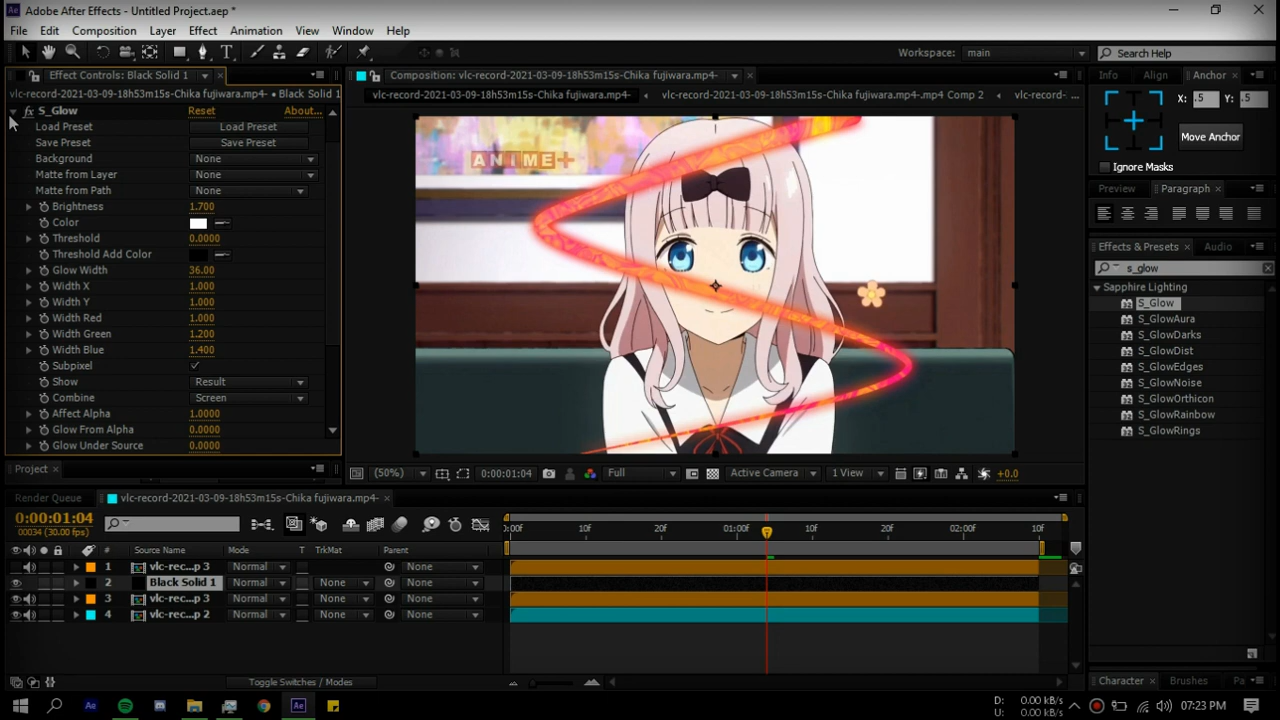 Adobe After Effects - Untitled Project.aep *
File Edit Composition Layer Effect Animation View Window Help
Workspace: main Search Help
Effect Controls: Black Solid 1
vlc-record-2021-03-09-18h53m15s-Chika fujiwara.mp4- • Black Solid 1
fx S_Glow Reset About...
Load Preset Load Preset
Save Preset Save Preset
Background None
Matte from Layer None
Matte from Path None
Brightness 1.700
Color
Threshold 0.0000
Threshold Add Color
Glow Width 36.00
Width X 1.000
Width Y 1.000
Width Red 1.000
Width Green 1.200
Width Blue 1.400
Subpixel
Show Result
Combine Screen
Affect Alpha 1.0000
Glow From Alpha 0.0000
Glow Under Source 0.0000
Project
Composition: vlc-record-2021-03-09-18h53m15s-Chika fujiwara.mp4-
vlc-record-2021-03-09-18h53m15s-Chika fujiwara.mp4- vlc-record-2021-03-09-18h53m15s-Chika fujiwara.mp4-.mp4 Comp 2 vlc-record- ...
ANIME+
(50%) 0:00:01:04 Full Active Camera 1 View +0.0
Info Align Anchor
X: .5 Y: .5
Move Anchor
Ignore Masks
Preview Paragraph
Effects & Presets Audio
s_glow
Sapphire Lighting
S_Glow
S_GlowAura
S_GlowDarks
S_GlowDist
S_GlowEdges
S_GlowNoise
S_GlowOrthicon
S_GlowRainbow
S_GlowRings
Render Queue vlc-record-2021-03-09-18h53m15s-Chika fujiwara.mp4-
0:00:01:04
00034 (30.00 fps)
:00f 10f 20f 01:00f 10f 20f 02:00f 10f
# Source Name Mode T TrkMat Parent
1 vlc-rec...p 3 Normal None
2 Black Solid 1 Normal None None
3 vlc-rec...p 3 Normal None None
4 vlc-rec...p 2 Normal None None
Toggle Switches / Modes
Character Brushes Pa
D: 0.00 kB/s
U: 0.00 kB/s
07:23 PM